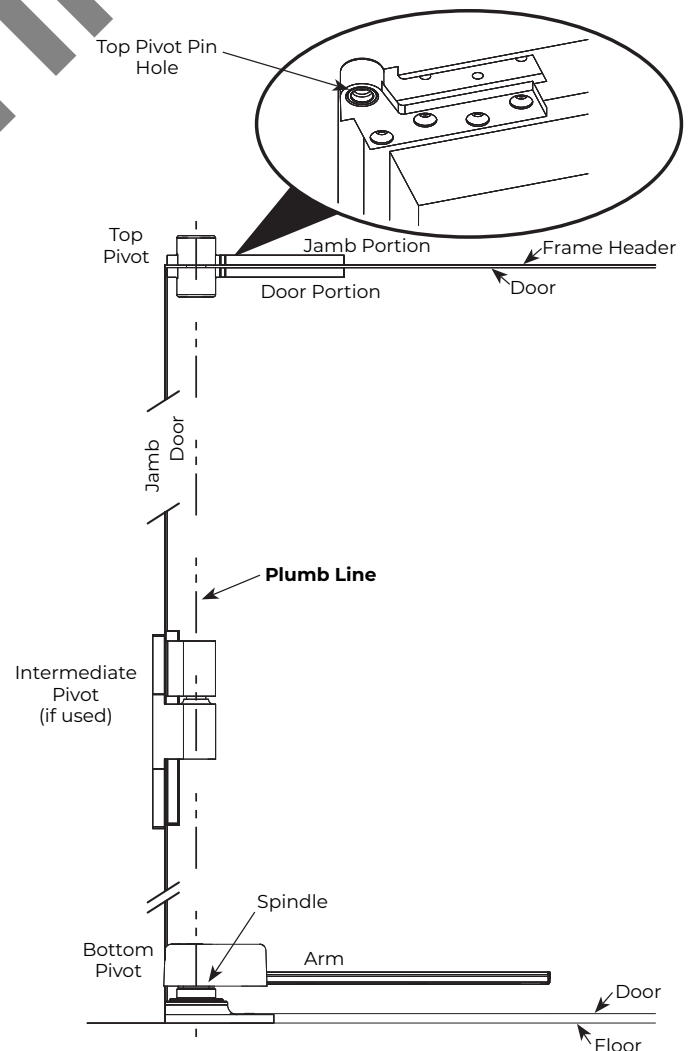 Top Pivot Pin
Hole
Top
Pivot
Jamb Portion
Frame Header
Door Portion
Door
Jamb
Door
Plumb Line
Intermediate
Pivot
(if used)
Spindle
Bottom
Pivot
Arm
Door
Floor